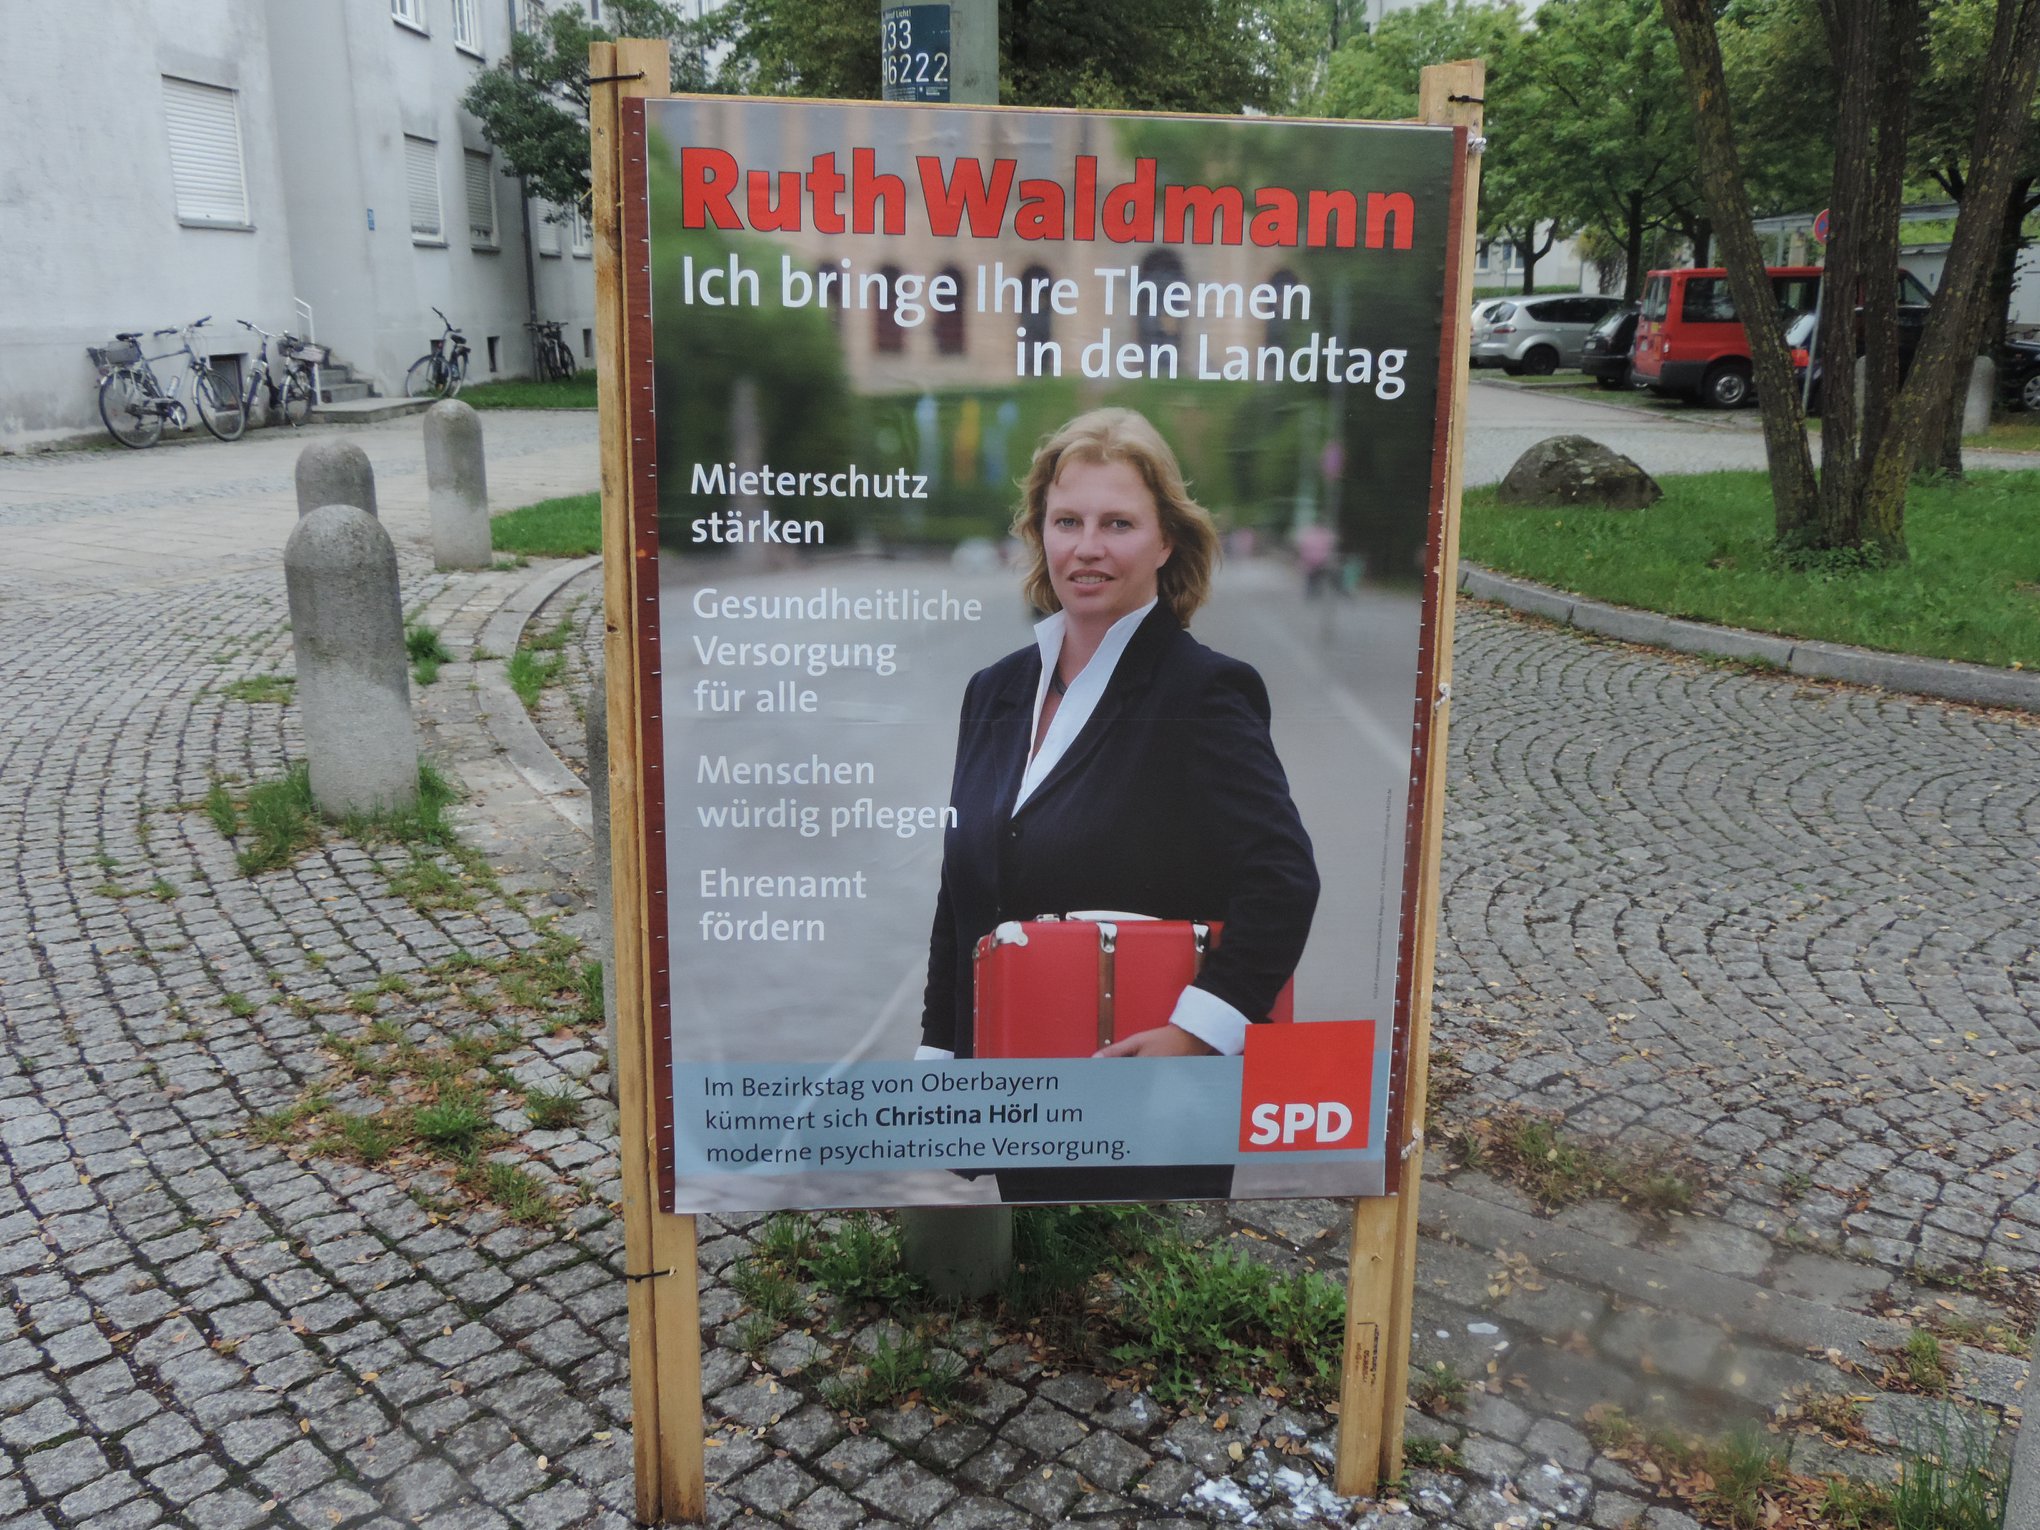 233
96222
Ruth Waldmann
Ich bringe Ihre Themen
in den Landtag
Mieterschutz
stärken
Gesundheitliche
Versorgung
für alle
Menschen
würdig pflegen
Ehrenamt
fördern
Im Bezirkstag von Oberbayern
kümmert sich Christina Hörl um
moderne psychiatrische Versorgung.
SPD